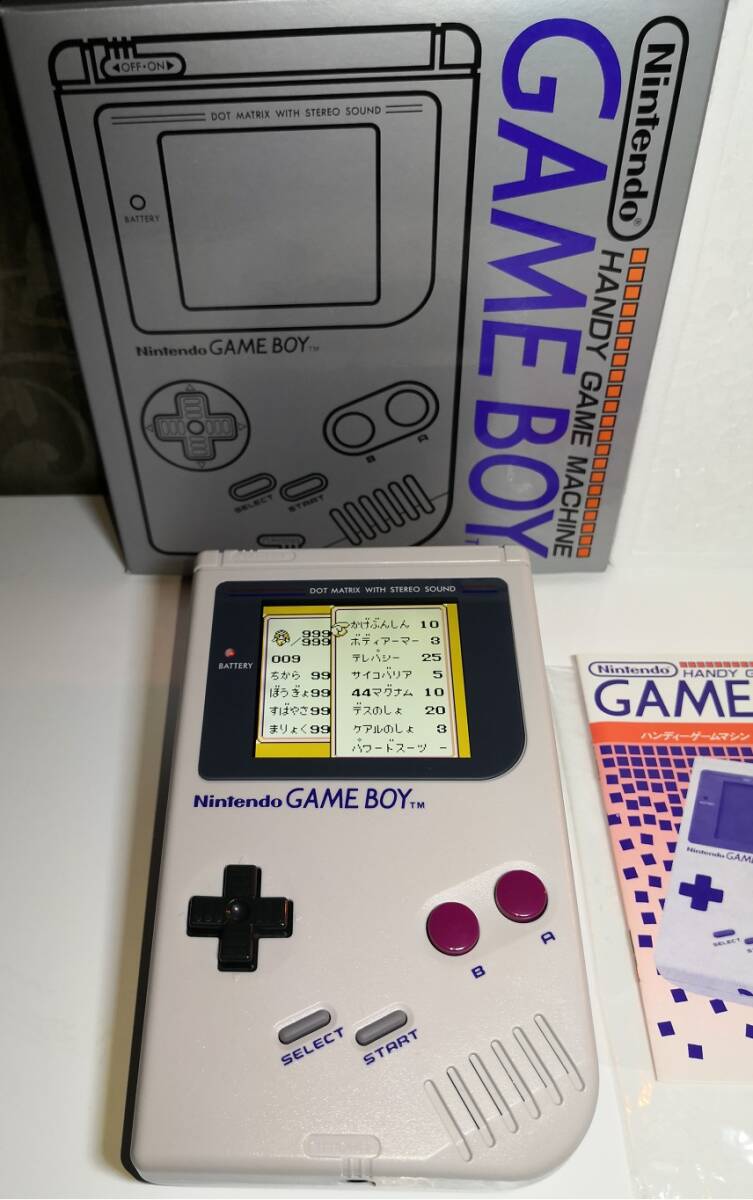 ◀OFF•ON▶
DOT MATRIX WITH STEREO SOUND
BATTERY
Nintendo GAME BOY™
B
A
SELECT
START
Nintendo®
GAME BOY
HANDY GAME MACHINE
DOT MATRIX WITH STEREO SOUND
BATTERY
999
/999
009
ちから 99
ぼうぎょ99
すばやさ99
まりょく99
かげぶんしん 10
ボディアーマー 3
テレパシー 25
サイコバリア 5
44マグナム 10
デスのしょ 20
ケアルのしょ 3
パワードスーツ -
Nintendo GAME BOY™
B
A
SELECT
START
Nintendo HANDY G
GAME
ハンディーゲームマシン
Nintendo GAM
SELECT